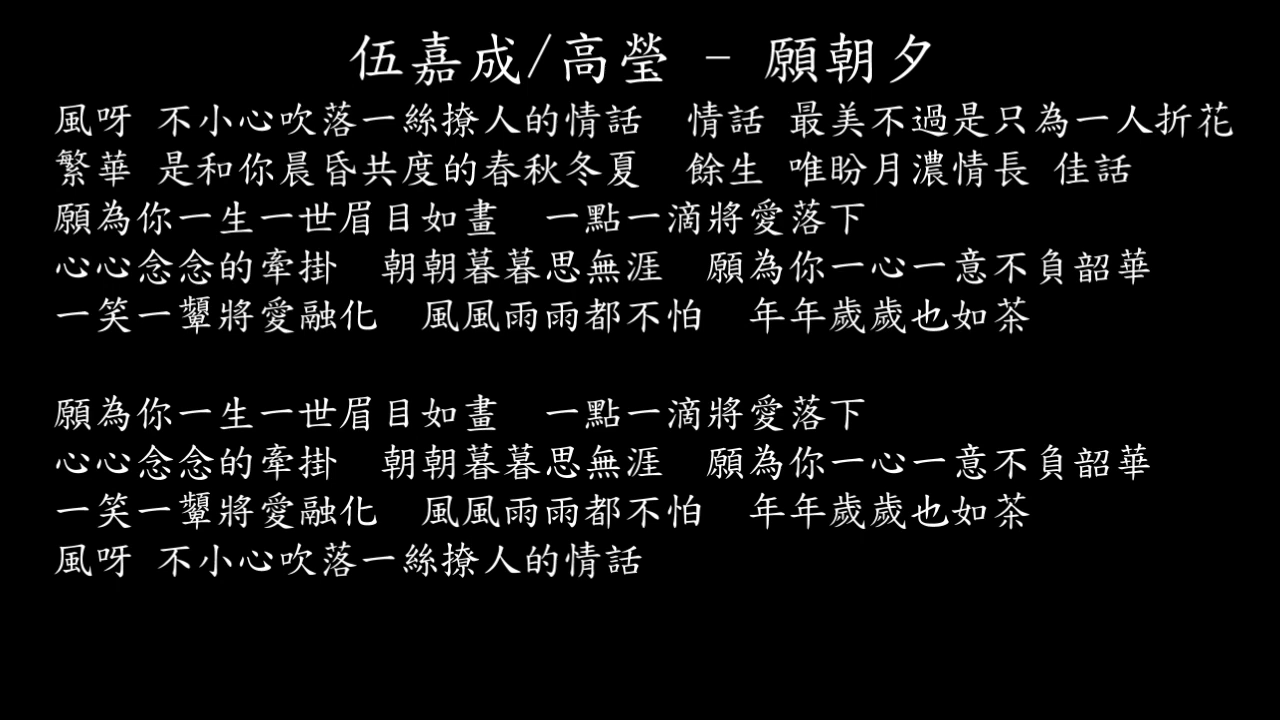 伍嘉成/高瑩 - 願朝夕
風呀 不小心吹落一絲撩人的情話　情話 最美不過是只為一人折花
繁華 是和你晨昏共度的春秋冬夏　餘生 唯盼月濃情長 佳話
願為你一生一世眉目如畫　一點一滴將愛落下
心心念念的牽掛　朝朝暮暮思無涯　願為你一心一意不負韶華
一笑一顰將愛融化　風風雨雨都不怕　年年歲歲也如茶
願為你一生一世眉目如畫　一點一滴將愛落下
心心念念的牽掛　朝朝暮暮思無涯　願為你一心一意不負韶華
一笑一顰將愛融化　風風雨雨都不怕　年年歲歲也如茶
風呀 不小心吹落一絲撩人的情話